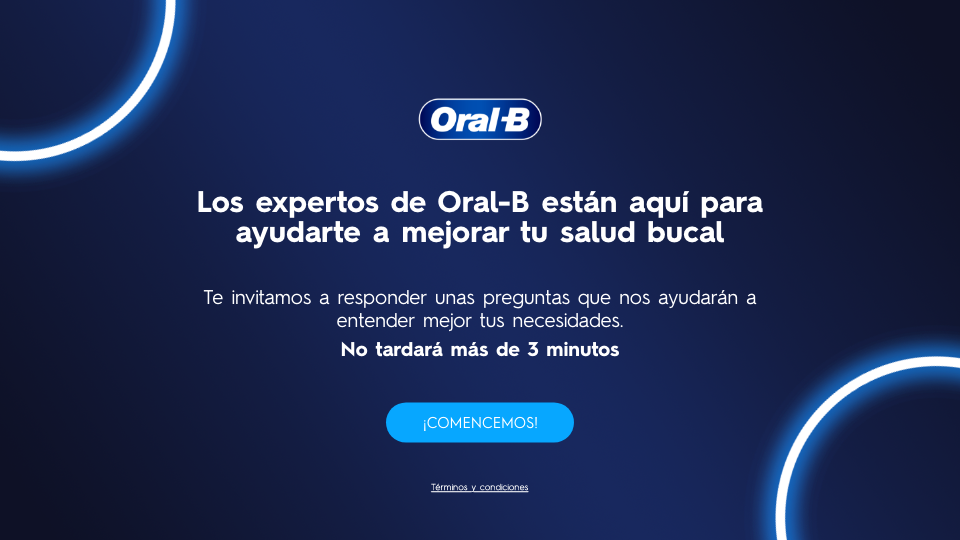 Oral-B
Los expertos de Oral-B están aquí para
ayudarte a mejorar tu salud bucal
Te invitamos a responder unas preguntas que nos ayudarán a
entender mejor tus necesidades.
No tardará más de 3 minutos
¡COMENCEMOS!
Términos y condiciones